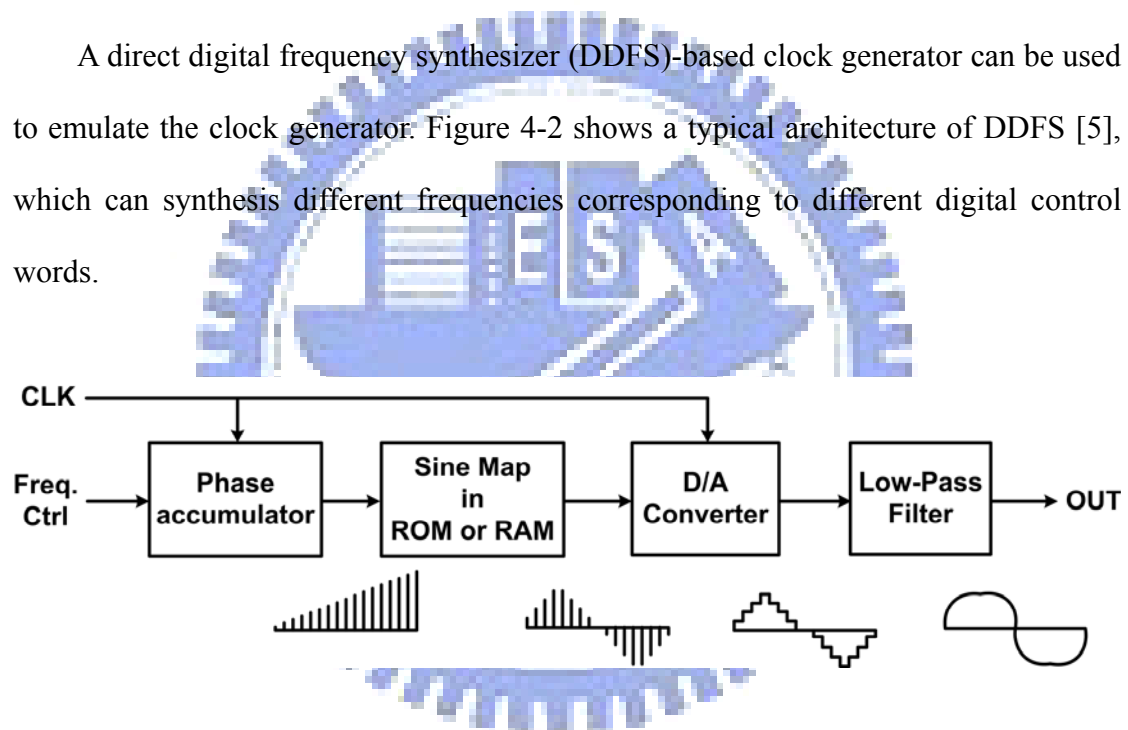 A direct digital frequency synthesizer (DDFS)-based clock generator can be used
to emulate the clock generator. Figure 4-2 shows a typical architecture of DDFS [5],
which can synthesis different frequencies corresponding to different digital control
words.
E S A
CLK
Freq.
Ctrl
Phase
accumulator
Sine Map
in
ROM or RAM
D/A
Converter
Low-Pass
Filter
OUT